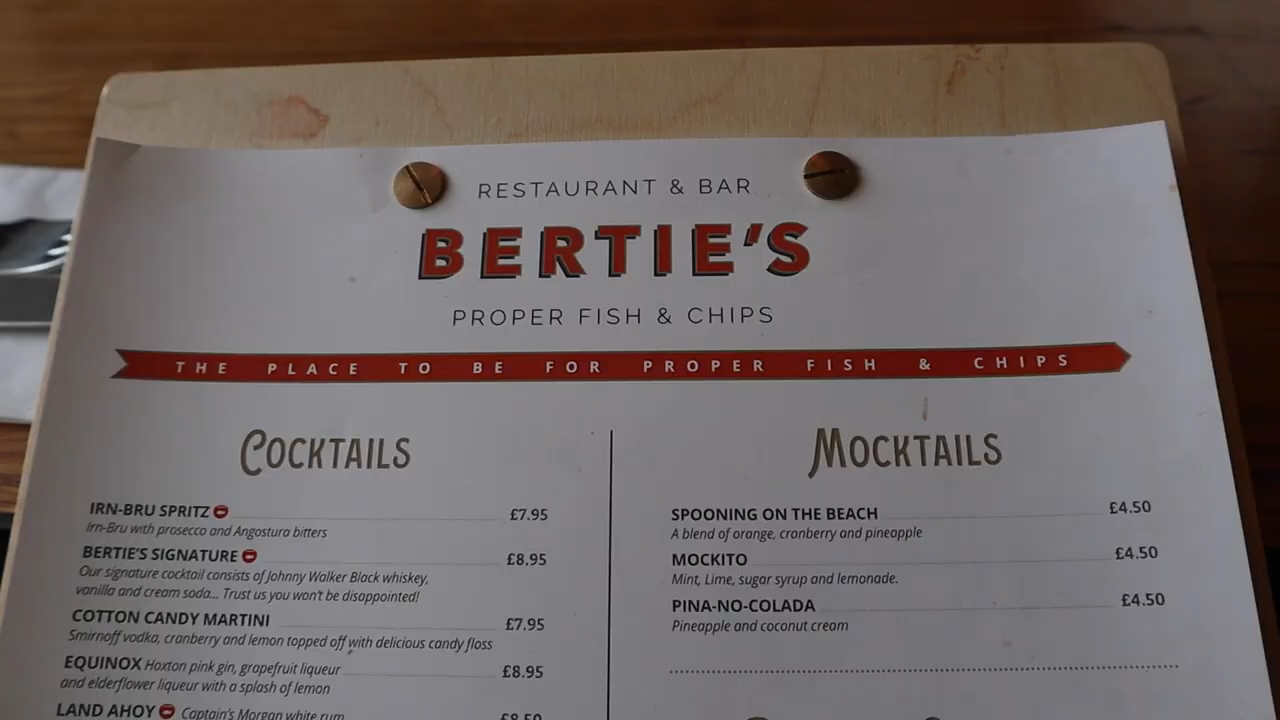 RESTAURANT & BAR
BERTIE'S
PROPER FISH & CHIPS
THE PLACE TO BE FOR PROPER FISH & CHIPS
COCKTAILS
IRN-BRU SPRITZ £7.95
Irn-Bru with prosecco and Angostura bitters
BERTIE'S SIGNATURE £8.95
Our signature cocktail consists of Johnny Walker Black whiskey,
vanilla and cream soda... Trust us you won't be disappointed!
COTTON CANDY MARTINI £7.95
Smirnoff vodka, cranberry and lemon topped off with delicious candy floss
EQUINOX Hoxton pink gin, grapefruit liqueur £8.95
and elderflower liqueur with a splash of lemon
LAND AHOY Captain's Morgan white rum £8.50
MOCKTAILS
SPOONING ON THE BEACH £4.50
A blend of orange, cranberry and pineapple
MOCKITO £4.50
Mint, Lime, sugar syrup and lemonade.
PINA-NO-COLADA £4.50
Pineapple and coconut cream